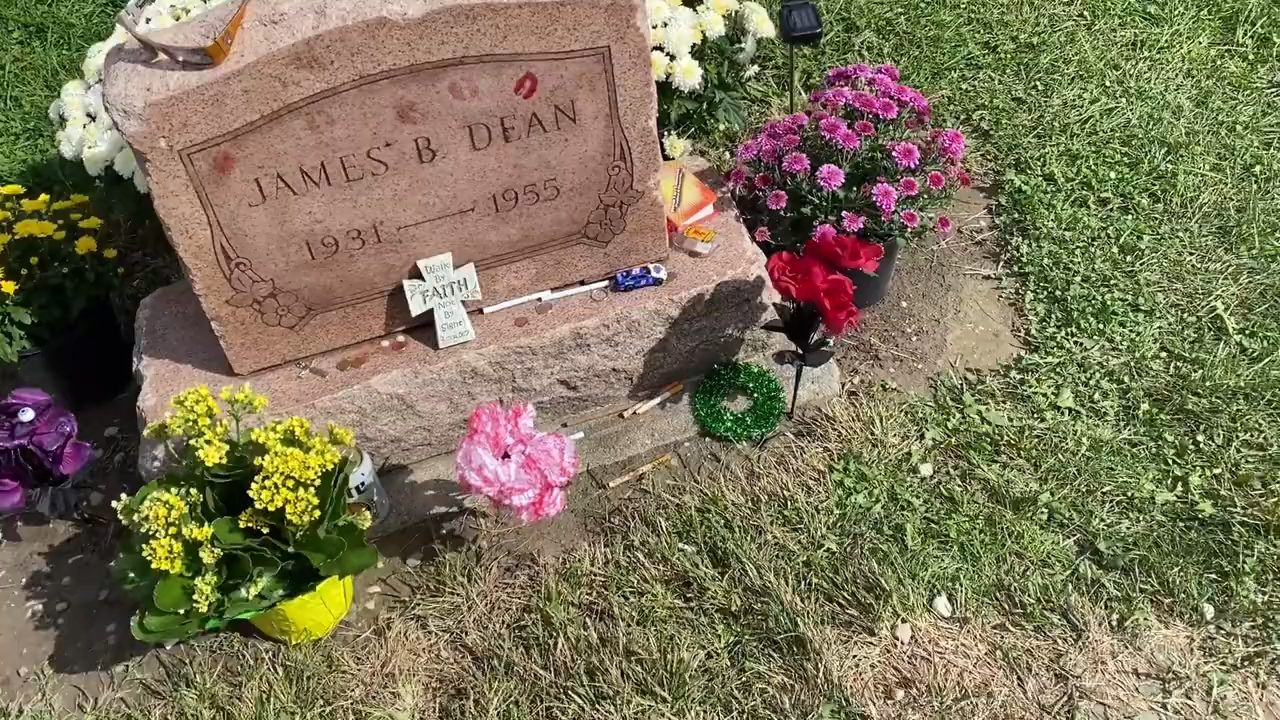 JAMES B. DEAN
1931 — 1955
Walk
By
FAITH
Not
By
Sight